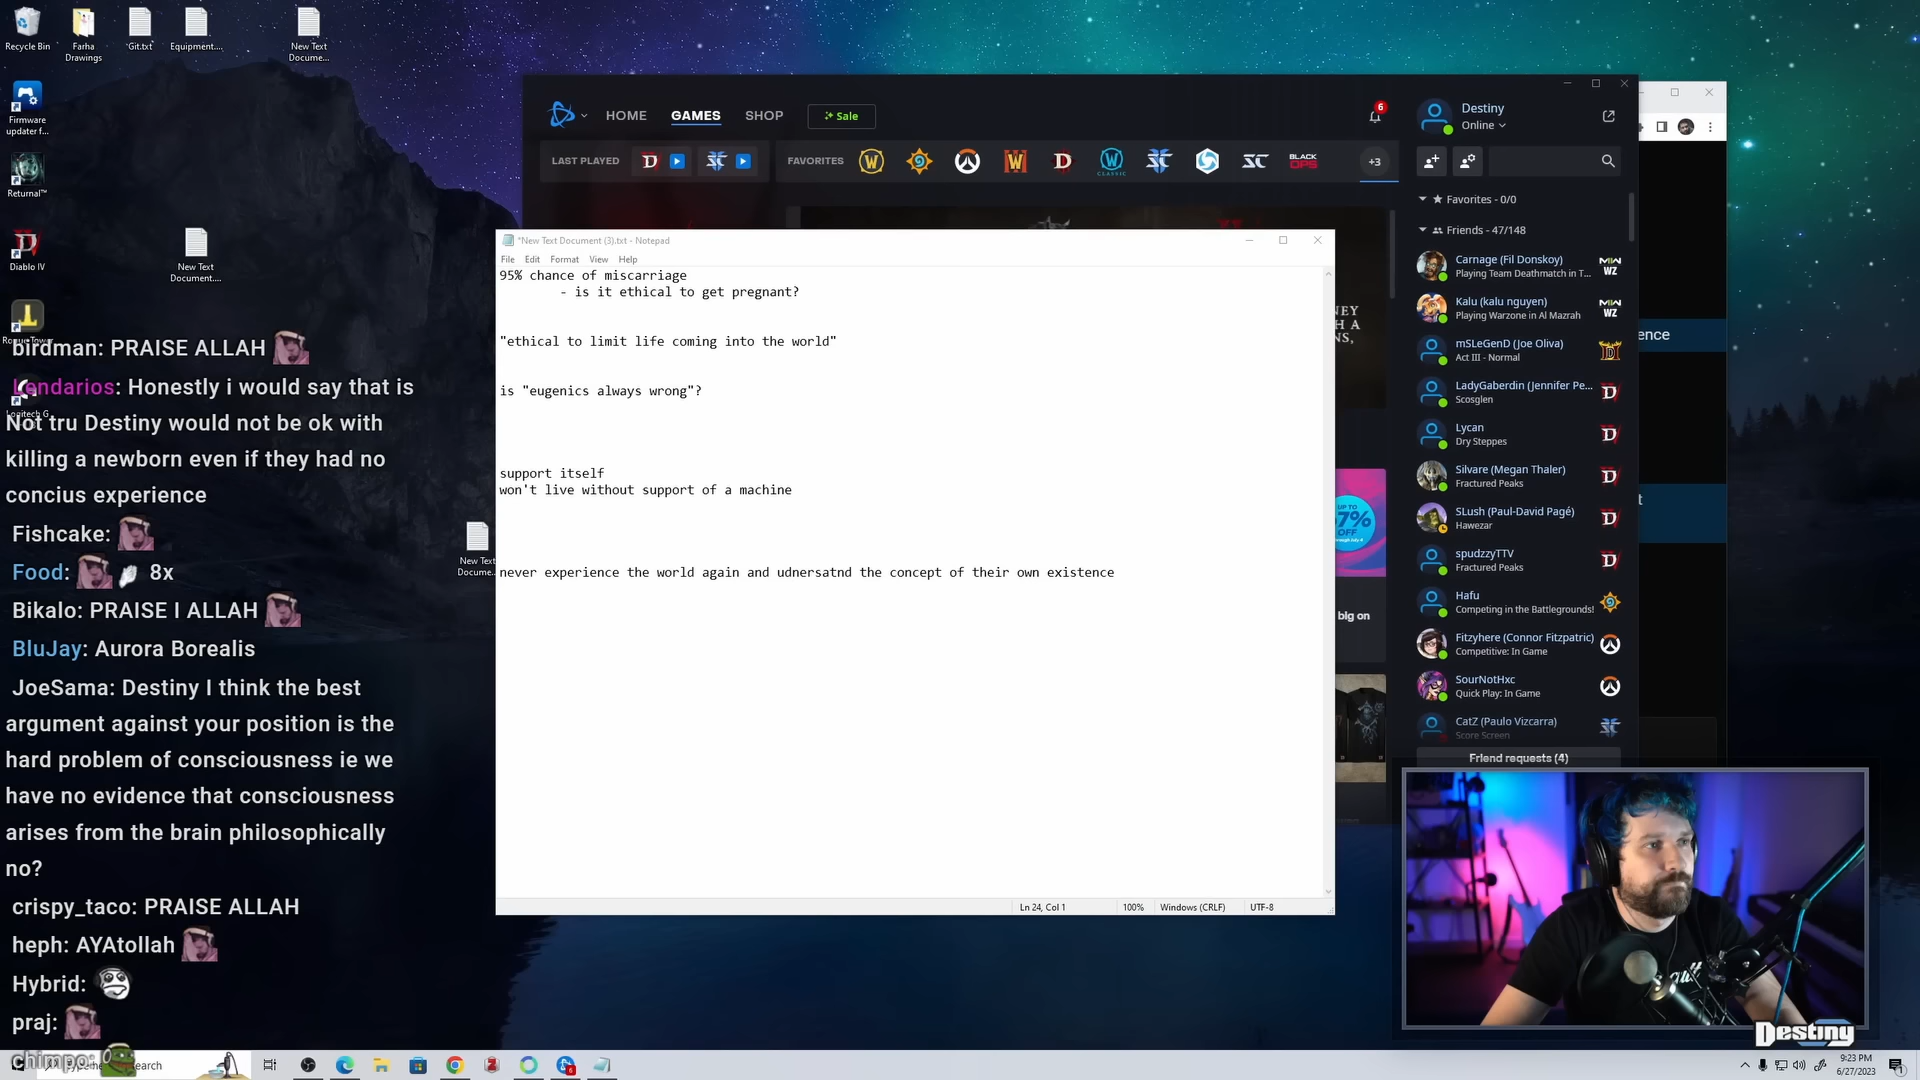 Recycle Bin
Farha
Drawings
Git.txt
Equipment....
New Text
Docume...
Firmware
updater f...
Returnal™
Diablo IV
New Text
Document....
New Text
Docume...
birdman: PRAISE ALLAH
Lendarios: Honestly i would say that is
Not tru Destiny would not be ok with
killing a newborn even if they had no
concius experience
Fishcake:
Food: 8x
Bikalo: PRAISE I ALLAH
BluJay: Aurora Borealis
JoeSama: Destiny I think the best
argument against your position is the
hard problem of consciousness ie we
have no evidence that consciousness
arises from the brain philosophically
no?
crispy_taco: PRAISE ALLAH
heph: AYAtollah
Hybrid:
praj:
chimpo:
HOME GAMES SHOP Sale
6
LAST PLAYED
FAVORITES
CLASSIC
BLACK OPS
+3
*New Text Document (3).txt - Notepad
File Edit Format View Help
95% chance of miscarriage
- is it ethical to get pregnant?
"ethical to limit life coming into the world"
is "eugenics always wrong"?
support itself
won't live without support of a machine
never experience the world again and udnersatnd the concept of their own existence
Ln 24, Col 1 100% Windows (CRLF) UTF-8
UP TO
67%
OFF
big on
Destiny
Online
Favorites - 0/0
Friends - 47/148
Carnage (Fil Donskoy)
Playing Team Deathmatch in T...
Kalu (kalu nguyen)
Playing Warzone in Al Mazrah
mSLeGenD (Joe Oliva)
Act III - Normal
LadyGaberdin (Jennifer Pe...
Scosglen
Lycan
Dry Steppes
Silvare (Megan Thaler)
Fractured Peaks
SLush (Paul-David Pagé)
Hawezar
spudzzyTTV
Fractured Peaks
Hafu
Competing in the Battlegrounds!
Fitzyhere (Connor Fitzpatric)
Competitive: In Game
SourNotHxc
Quick Play: In Game
CatZ (Paulo Vizcarra)
Score Screen
Friend requests (4)
ence
Destiny
9:23 PM
6/27/2023